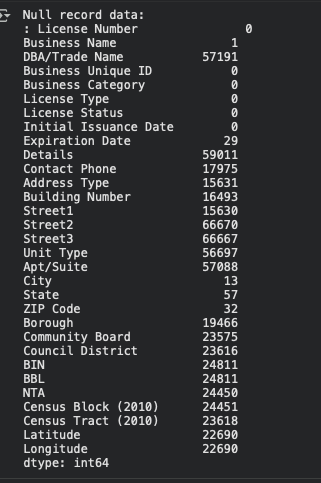 Null record data:
: License Number 0
Business Name 1
DBA/Trade Name 57191
Business Unique ID 0
Business Category 0
License Type 0
License Status 0
Initial Issuance Date 0
Expiration Date 29
Details 59011
Contact Phone 17975
Address Type 15631
Building Number 16493
Street1 15630
Street2 66670
Street3 66667
Unit Type 56697
Apt/Suite 57088
City 13
State 57
ZIP Code 32
Borough 19466
Community Board 23575
Council District 23616
BIN 24811
BBL 24811
NTA 24450
Census Block (2010) 24451
Census Tract (2010) 23618
Latitude 22690
Longitude 22690
dtype: int64